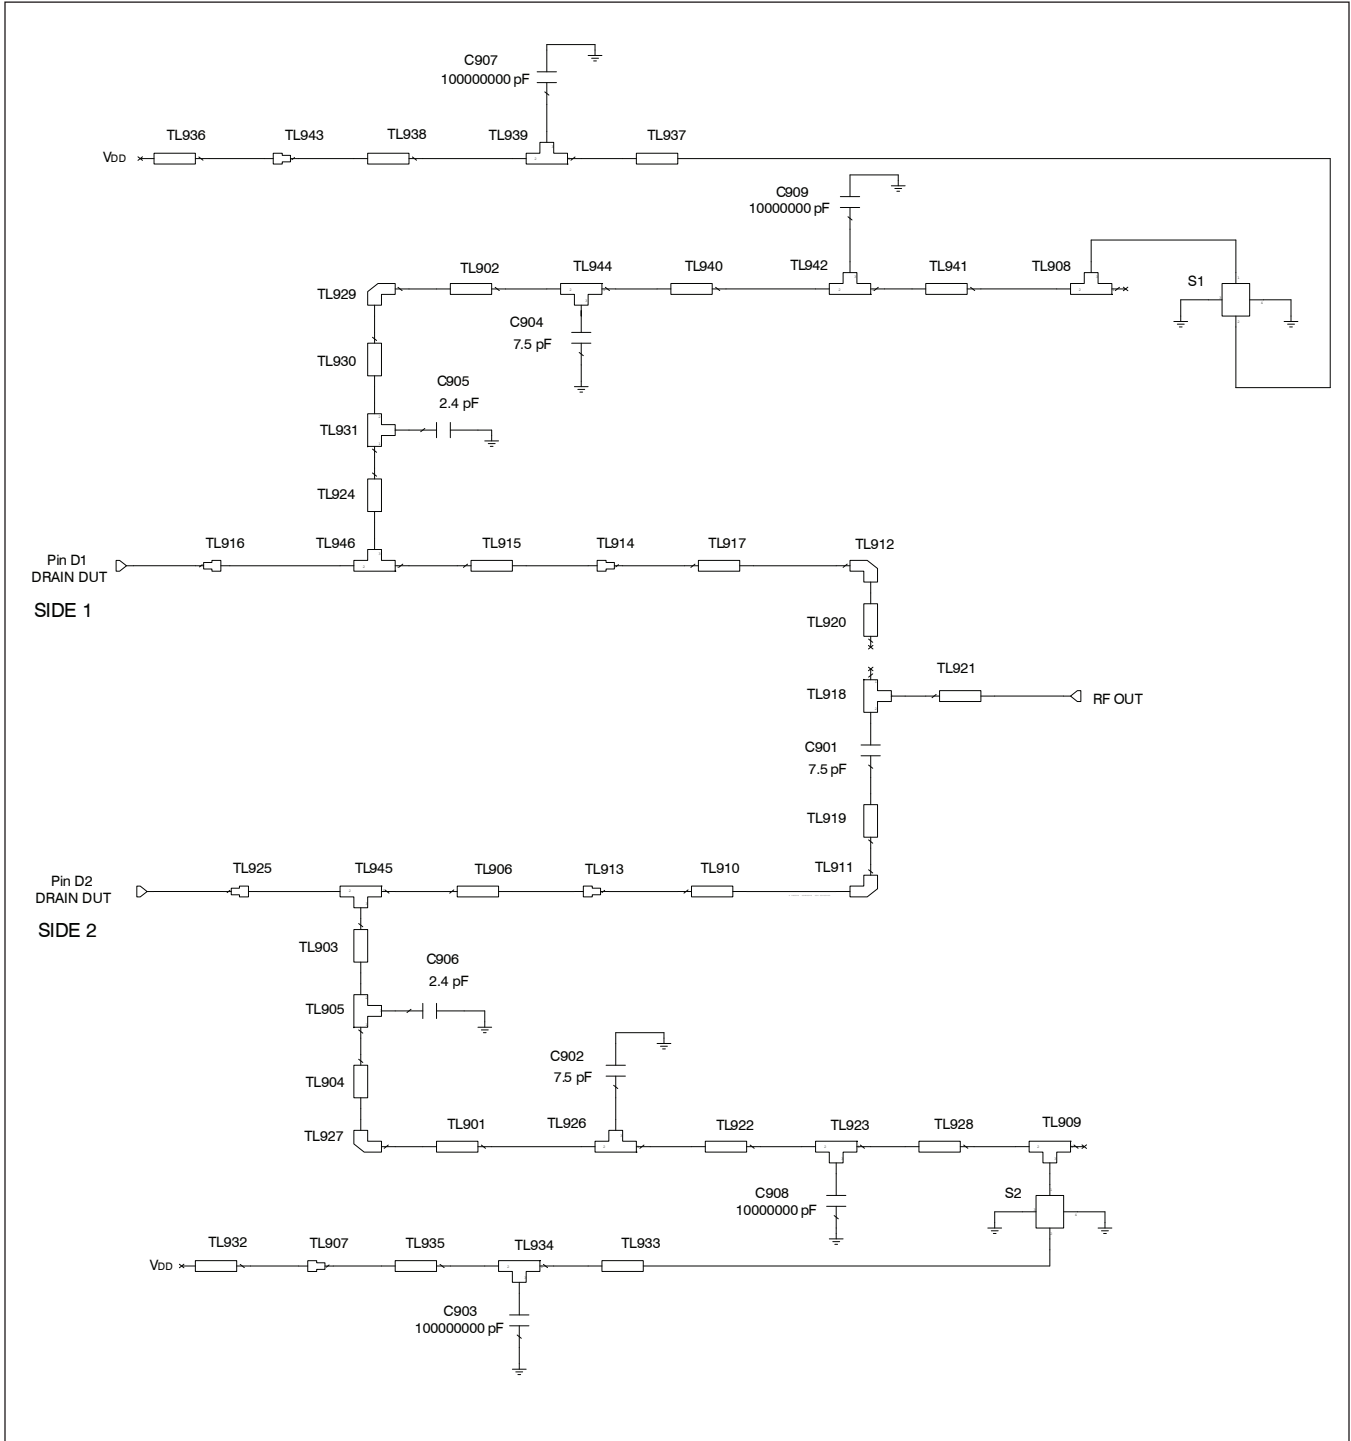 C907
100000000 pF
TL936
TL943
TL938
TL939
TL937
VDD
C909
10000000 pF
TL902
TL944
TL940
TL942
TL941
TL908
S1
TL929
C904
7.5 pF
TL930
C905
2.4 pF
TL931
TL924
TL916
TL946
TL915
TL914
TL917
TL912
Pin D1
DRAIN DUT
SIDE 1
TL920
TL921
TL918
RF OUT
C901
7.5 pF
TL919
TL925
TL945
TL906
TL913
TL910
TL911
Pin D2
DRAIN DUT
SIDE 2
TL903
C906
2.4 pF
TL905
C902
7.5 pF
TL904
TL927
TL901
TL926
TL922
TL923
TL928
TL909
C908
10000000 pF
S2
TL932
TL907
TL935
TL934
TL933
VDD
C903
100000000 pF